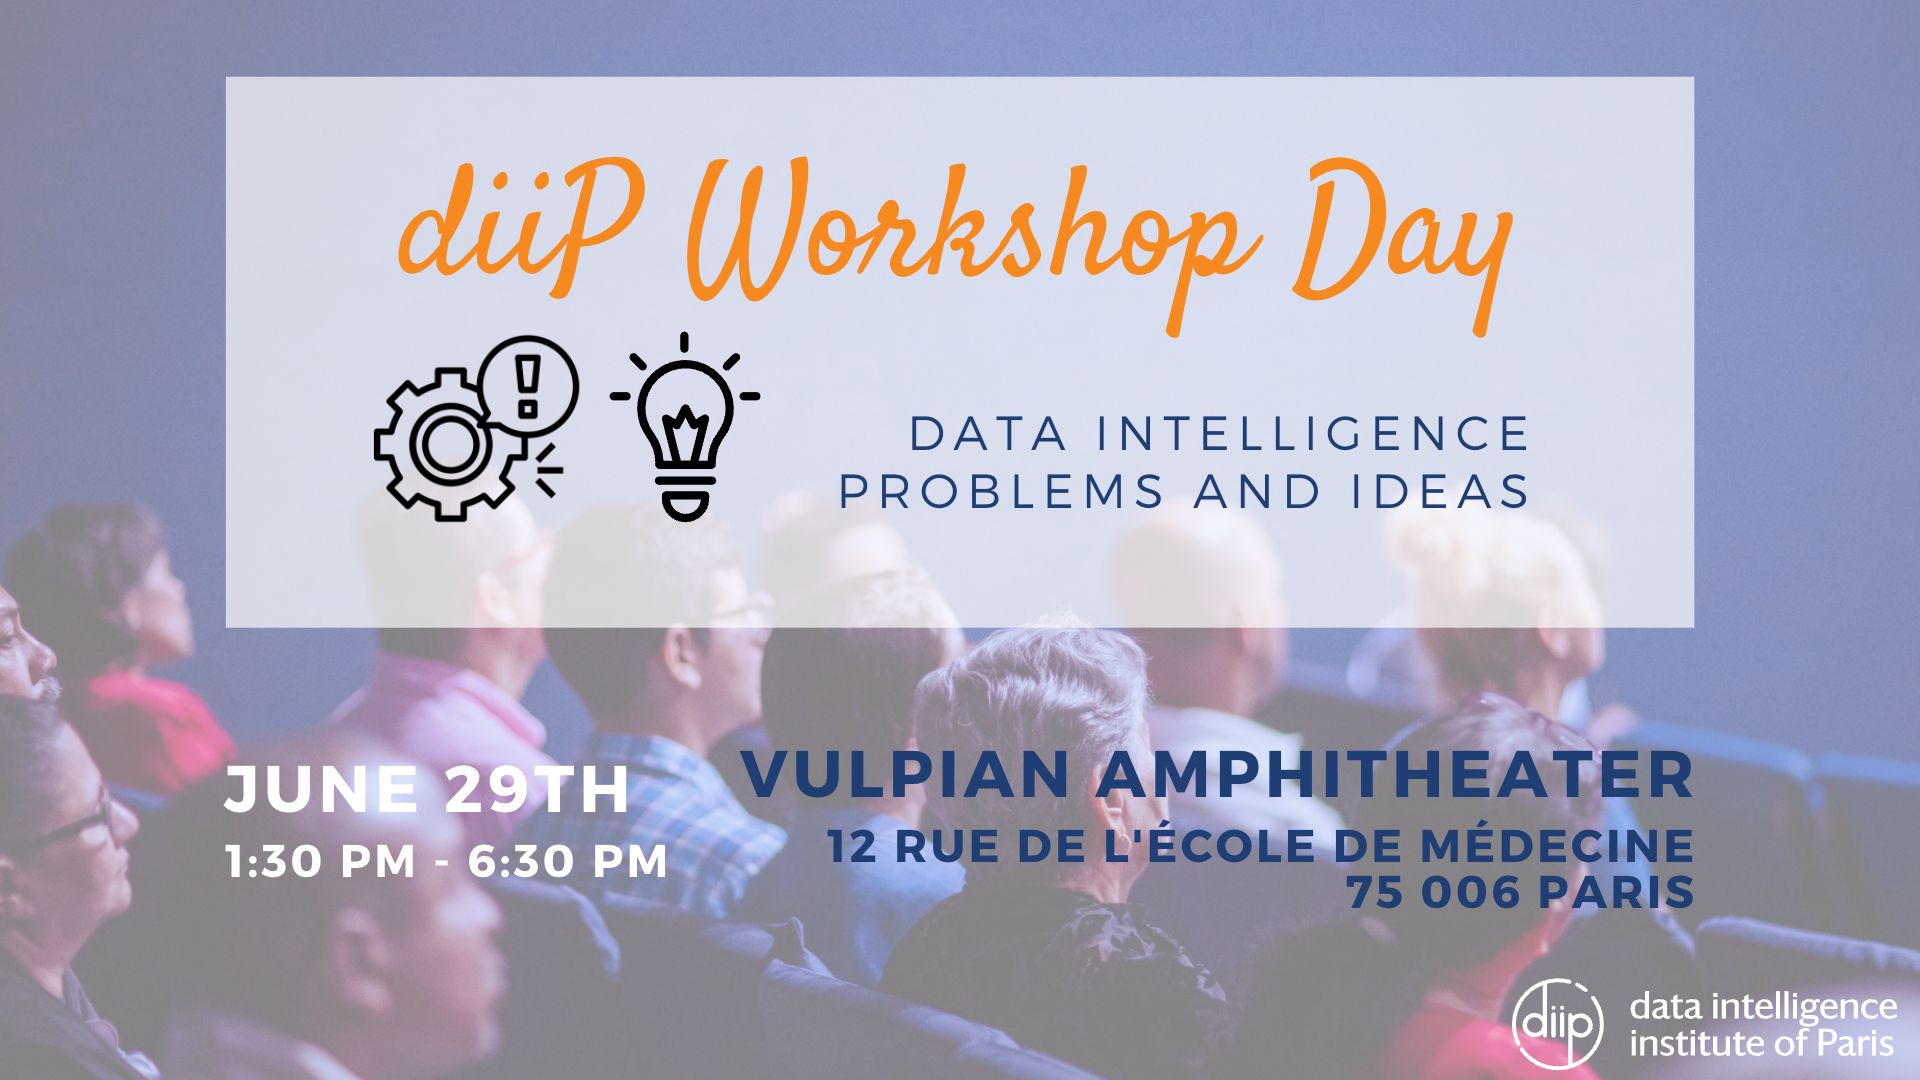 diiP Workshop Day
!
DATA INTELLIGENCE
PROBLEMS AND IDEAS
JUNE 29TH
1:30 PM - 6:30 PM
VULPIAN AMPHITHEATER
12 RUE DE L'ÉCOLE DE MÉDECINE
75 006 PARIS
diip
data intelligence
institute of Paris